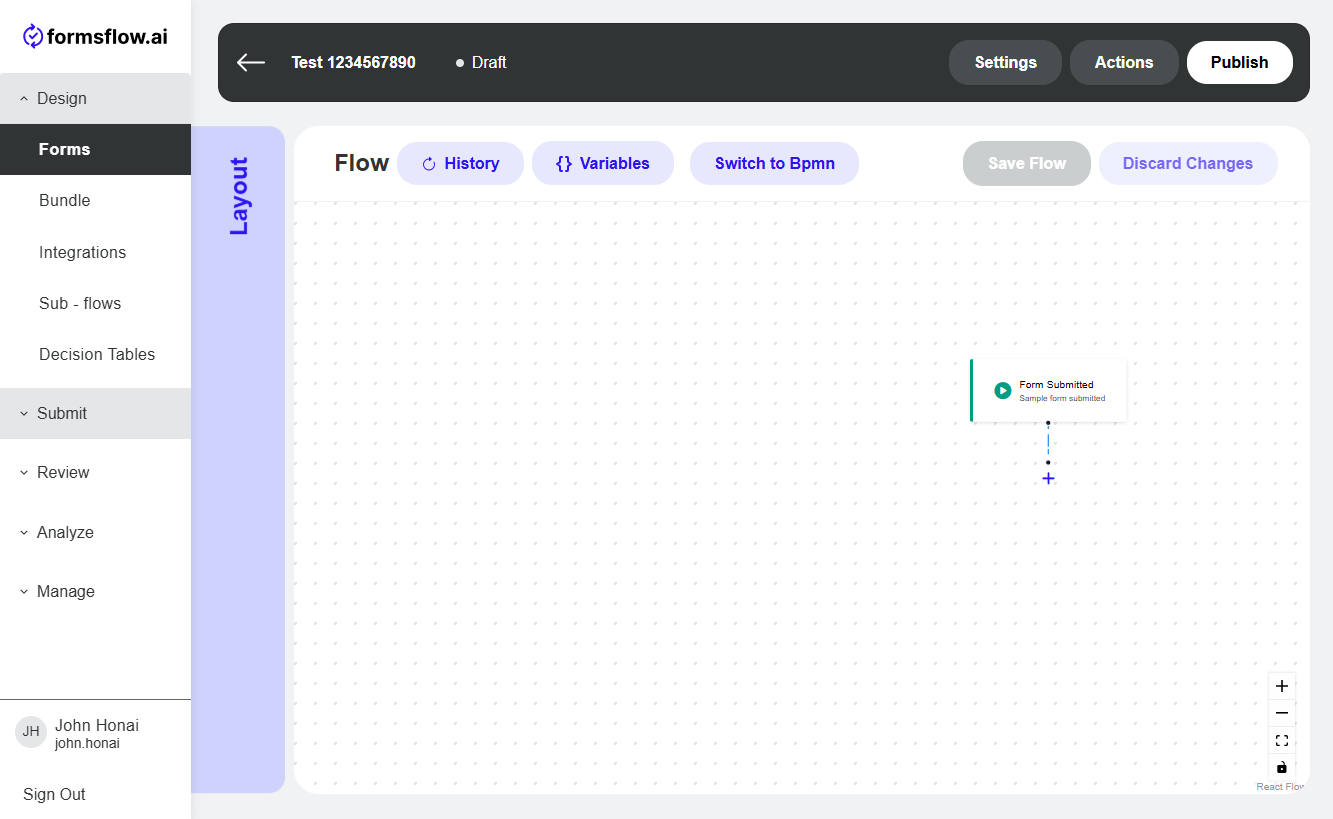 formsflow.ai
Design
Forms
Bundle
Integrations
Sub - flows
Decision Tables
Submit
Review
Analyze
Manage
JH
John Honai
john.honai
Sign Out
Test 1234567890
Draft
Settings
Actions
Publish
Layout
Flow
History
{} Variables
Switch to Bpmn
Save Flow
Discard Changes
Form Submitted
Sample form submitted
React Flow